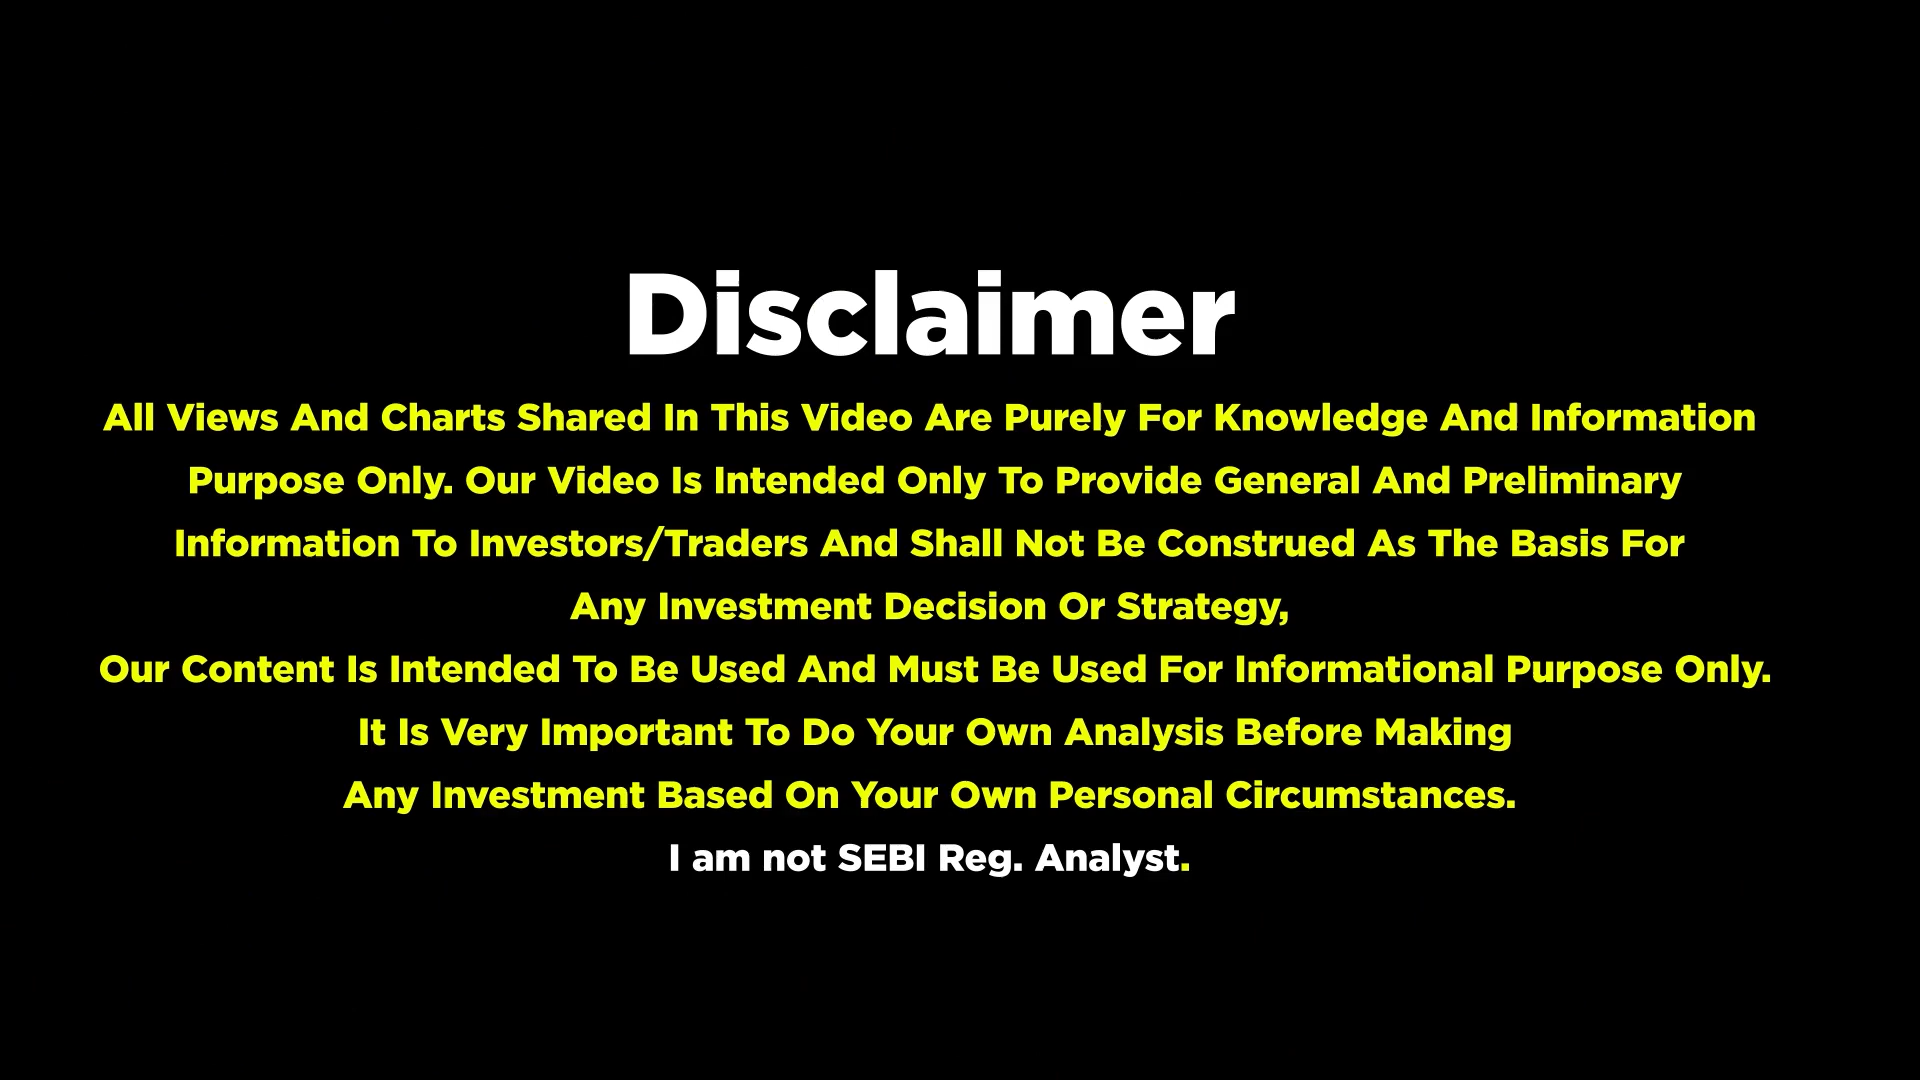 Disclaimer
All Views And Charts Shared In This Video Are Purely For Knowledge And Information
Purpose Only. Our Video Is Intended Only To Provide General And Preliminary
Information To Investors/Traders And Shall Not Be Construed As The Basis For
Any Investment Decision Or Strategy,
Our Content Is Intended To Be Used And Must Be Used For Informational Purpose Only.
It Is Very Important To Do Your Own Analysis Before Making
Any Investment Based On Your Own Personal Circumstances.
I am not SEBI Reg. Analyst.